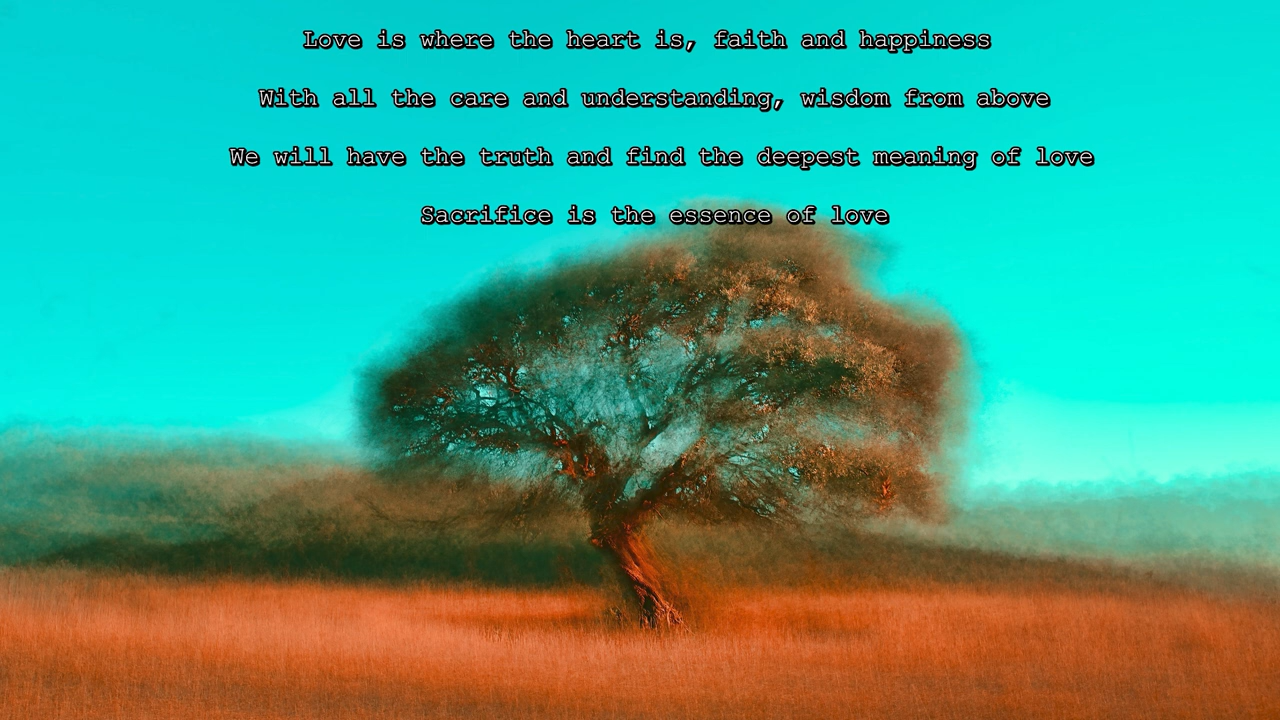 Love is where the heart is, faith and happiness
With all the care and understanding, wisdom from above
We will have the truth and find the deepest meaning of love
Sacrifice is the essence of love